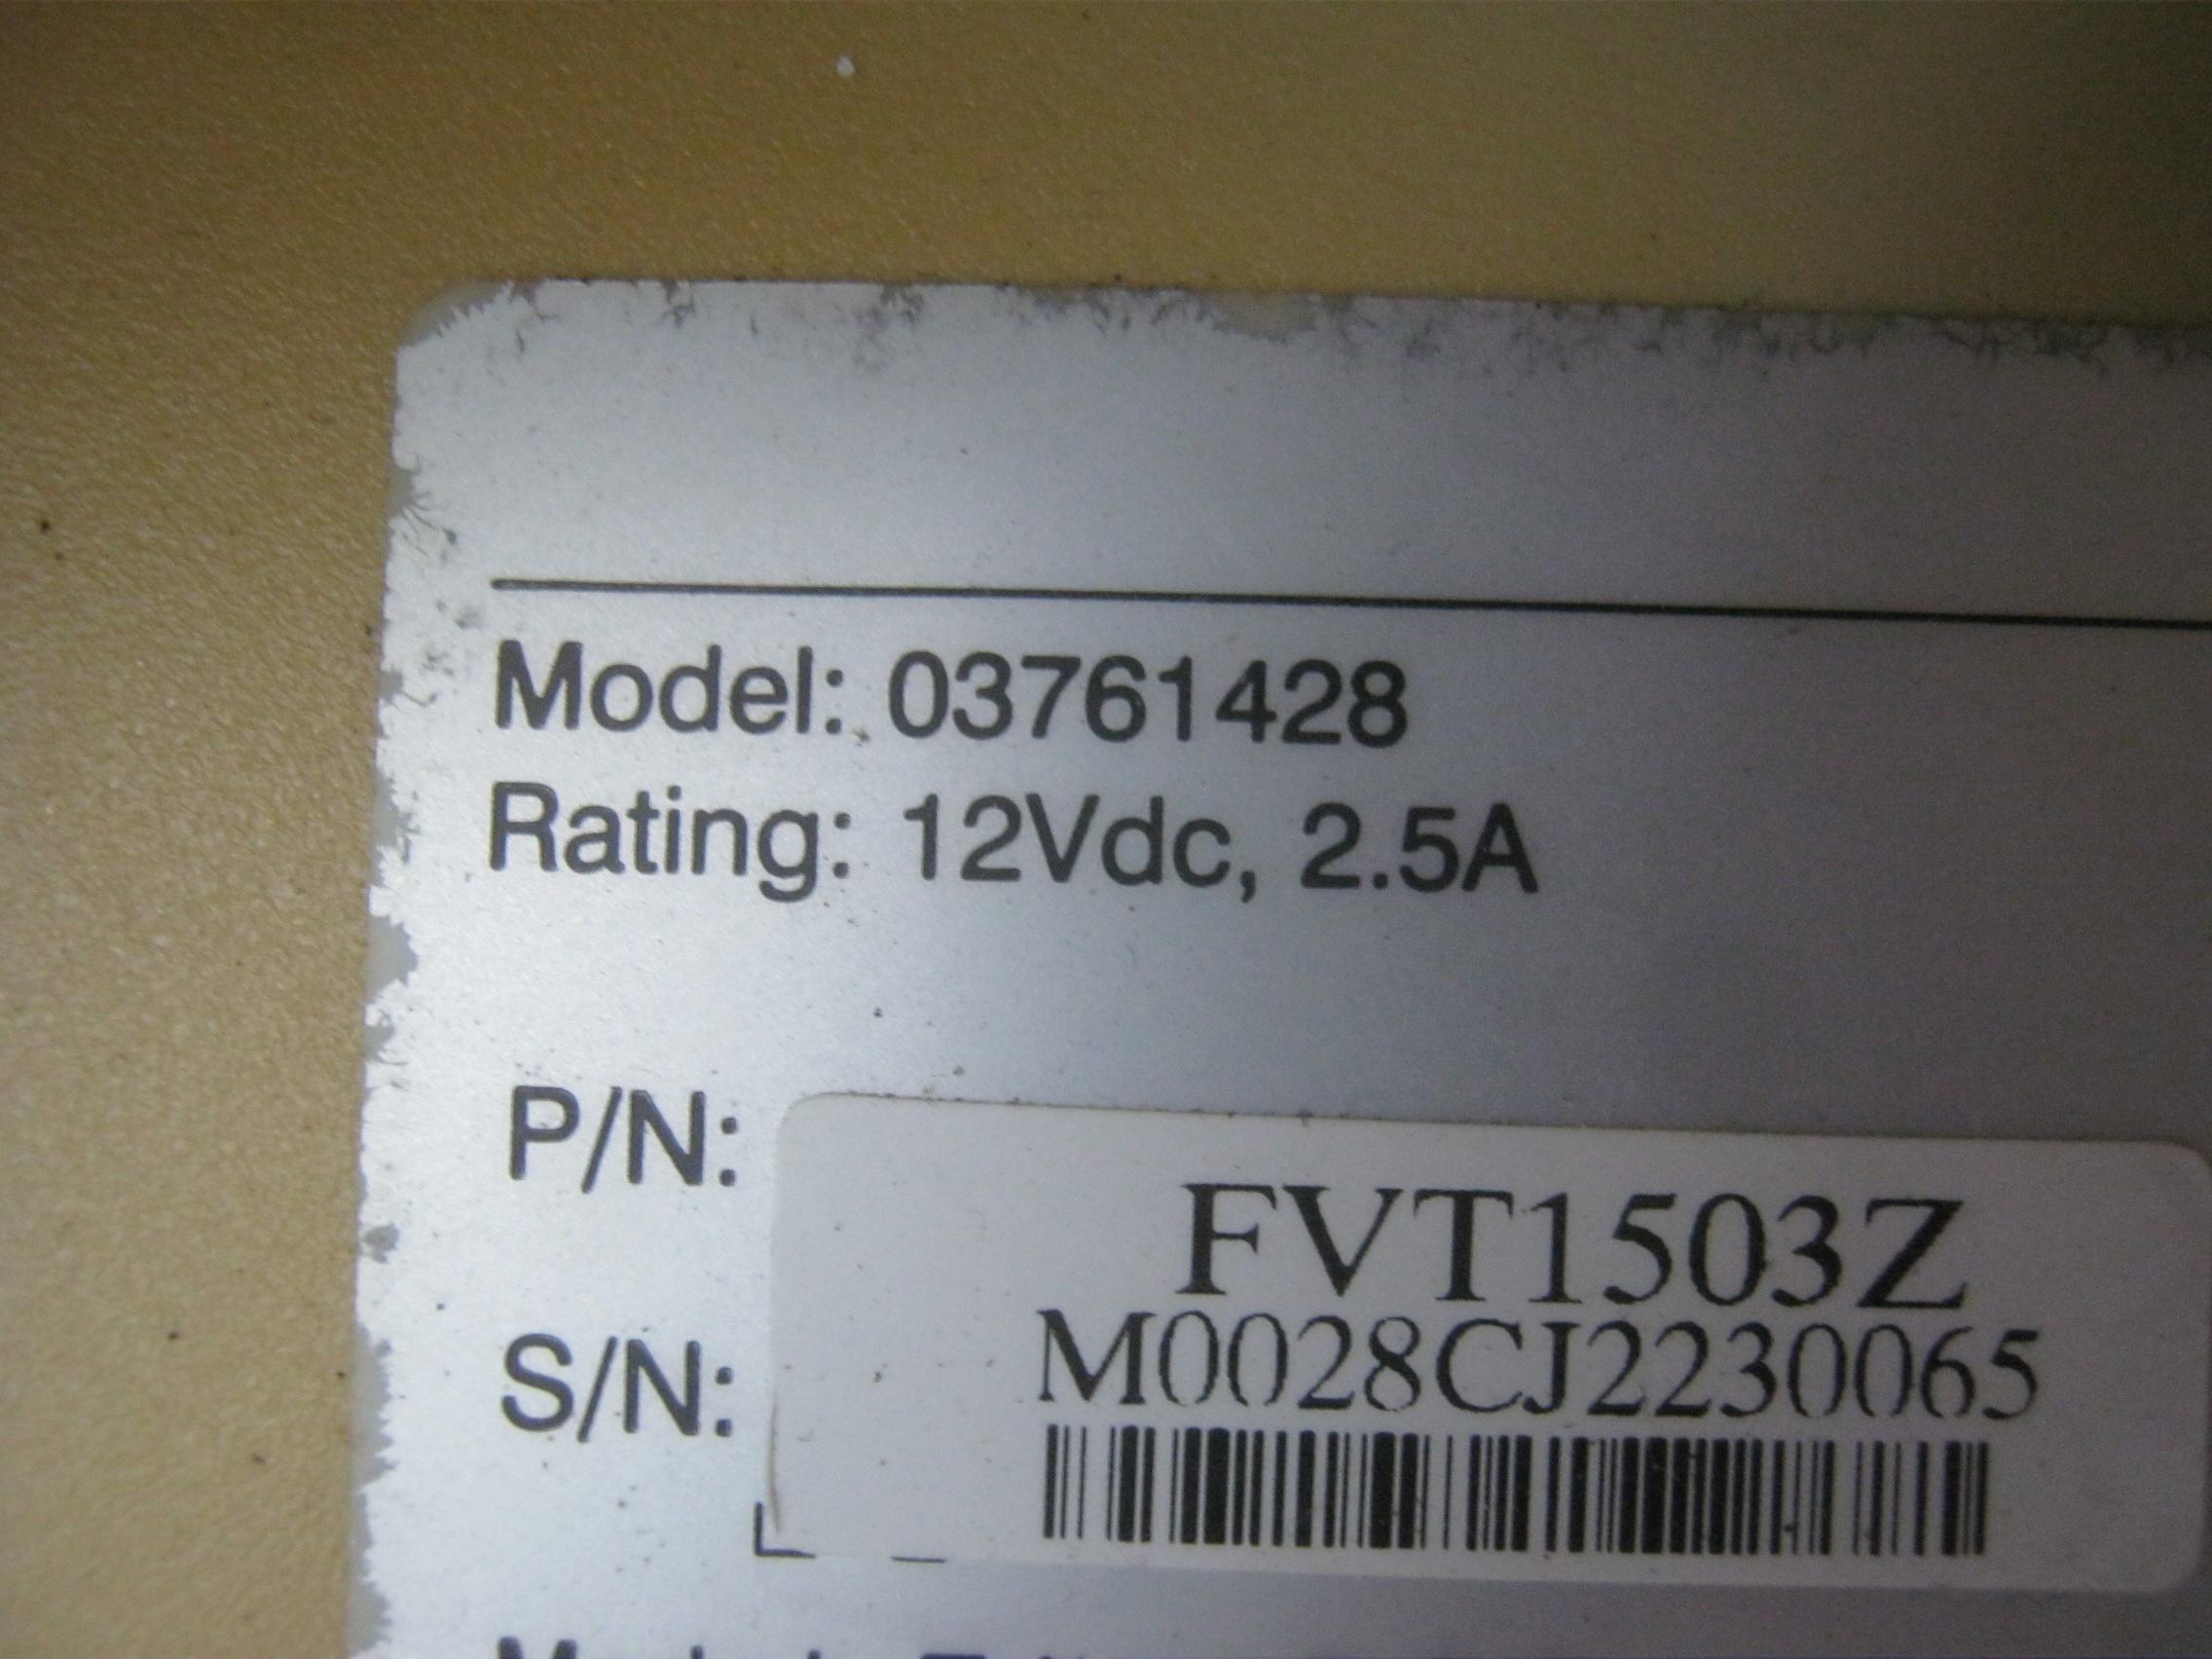 Model: 03761428
Rating: 12Vdc, 2.5A
P/N:
FVT1503Z
S/N:
M0028CJ2230065